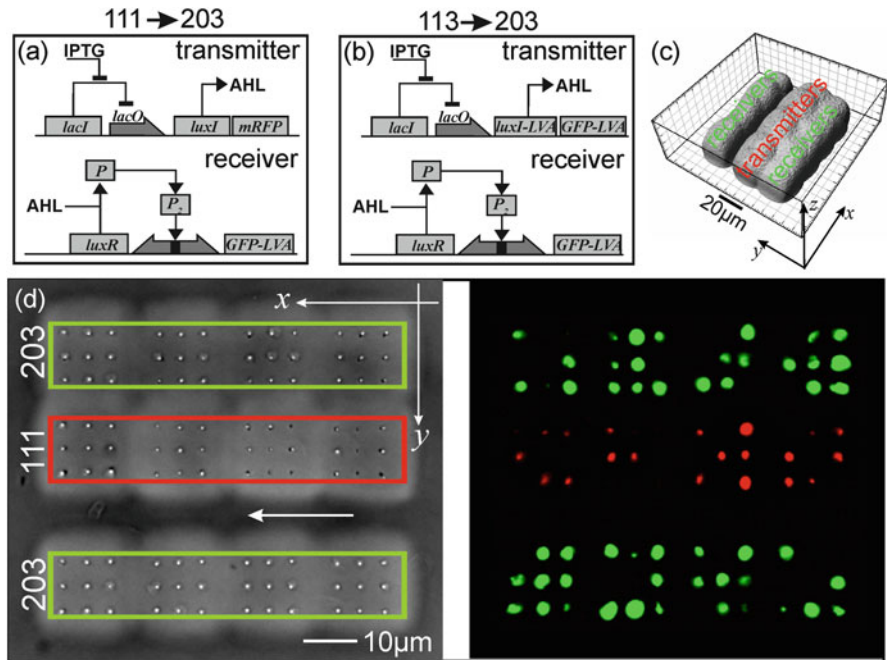 111→203
113→203
(a)
IPTG
transmitter
AHL
lacO
lacI
luxI
mRFP
receiver
P
P2
AHL
luxR
GFP-LVA
(b)
IPTG
transmitter
AHL
lacO
lacI
luxI-LVA
GFP-LVA
receiver
P
P2
AHL
luxR
GFP-LVA
(c)
receivers
transmitters
receivers
20μm
z
x
y
(d)
x
203
111
y
203
10μm